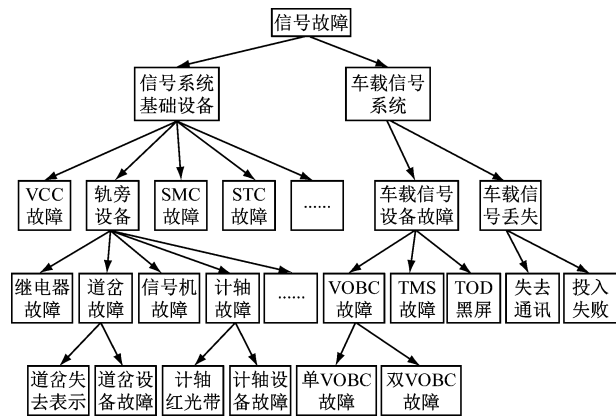 信号故障
信号系统
基础设备
车载信号
系统
VCC
故障
轨旁
设备
SMC
故障
STC
故障
......
车载信号
设备故障
车载信
号丢失
继电器
故障
道岔
故障
信号机
故障
计轴
故障
......
VOBC
故障
TMS
故障
TOD
黑屏
失去
通讯
投入
失败
道岔失
去表示
道岔设
备故障
计轴
红光带
计轴设
备故障
单VOBC
故障
双VOBC
故障